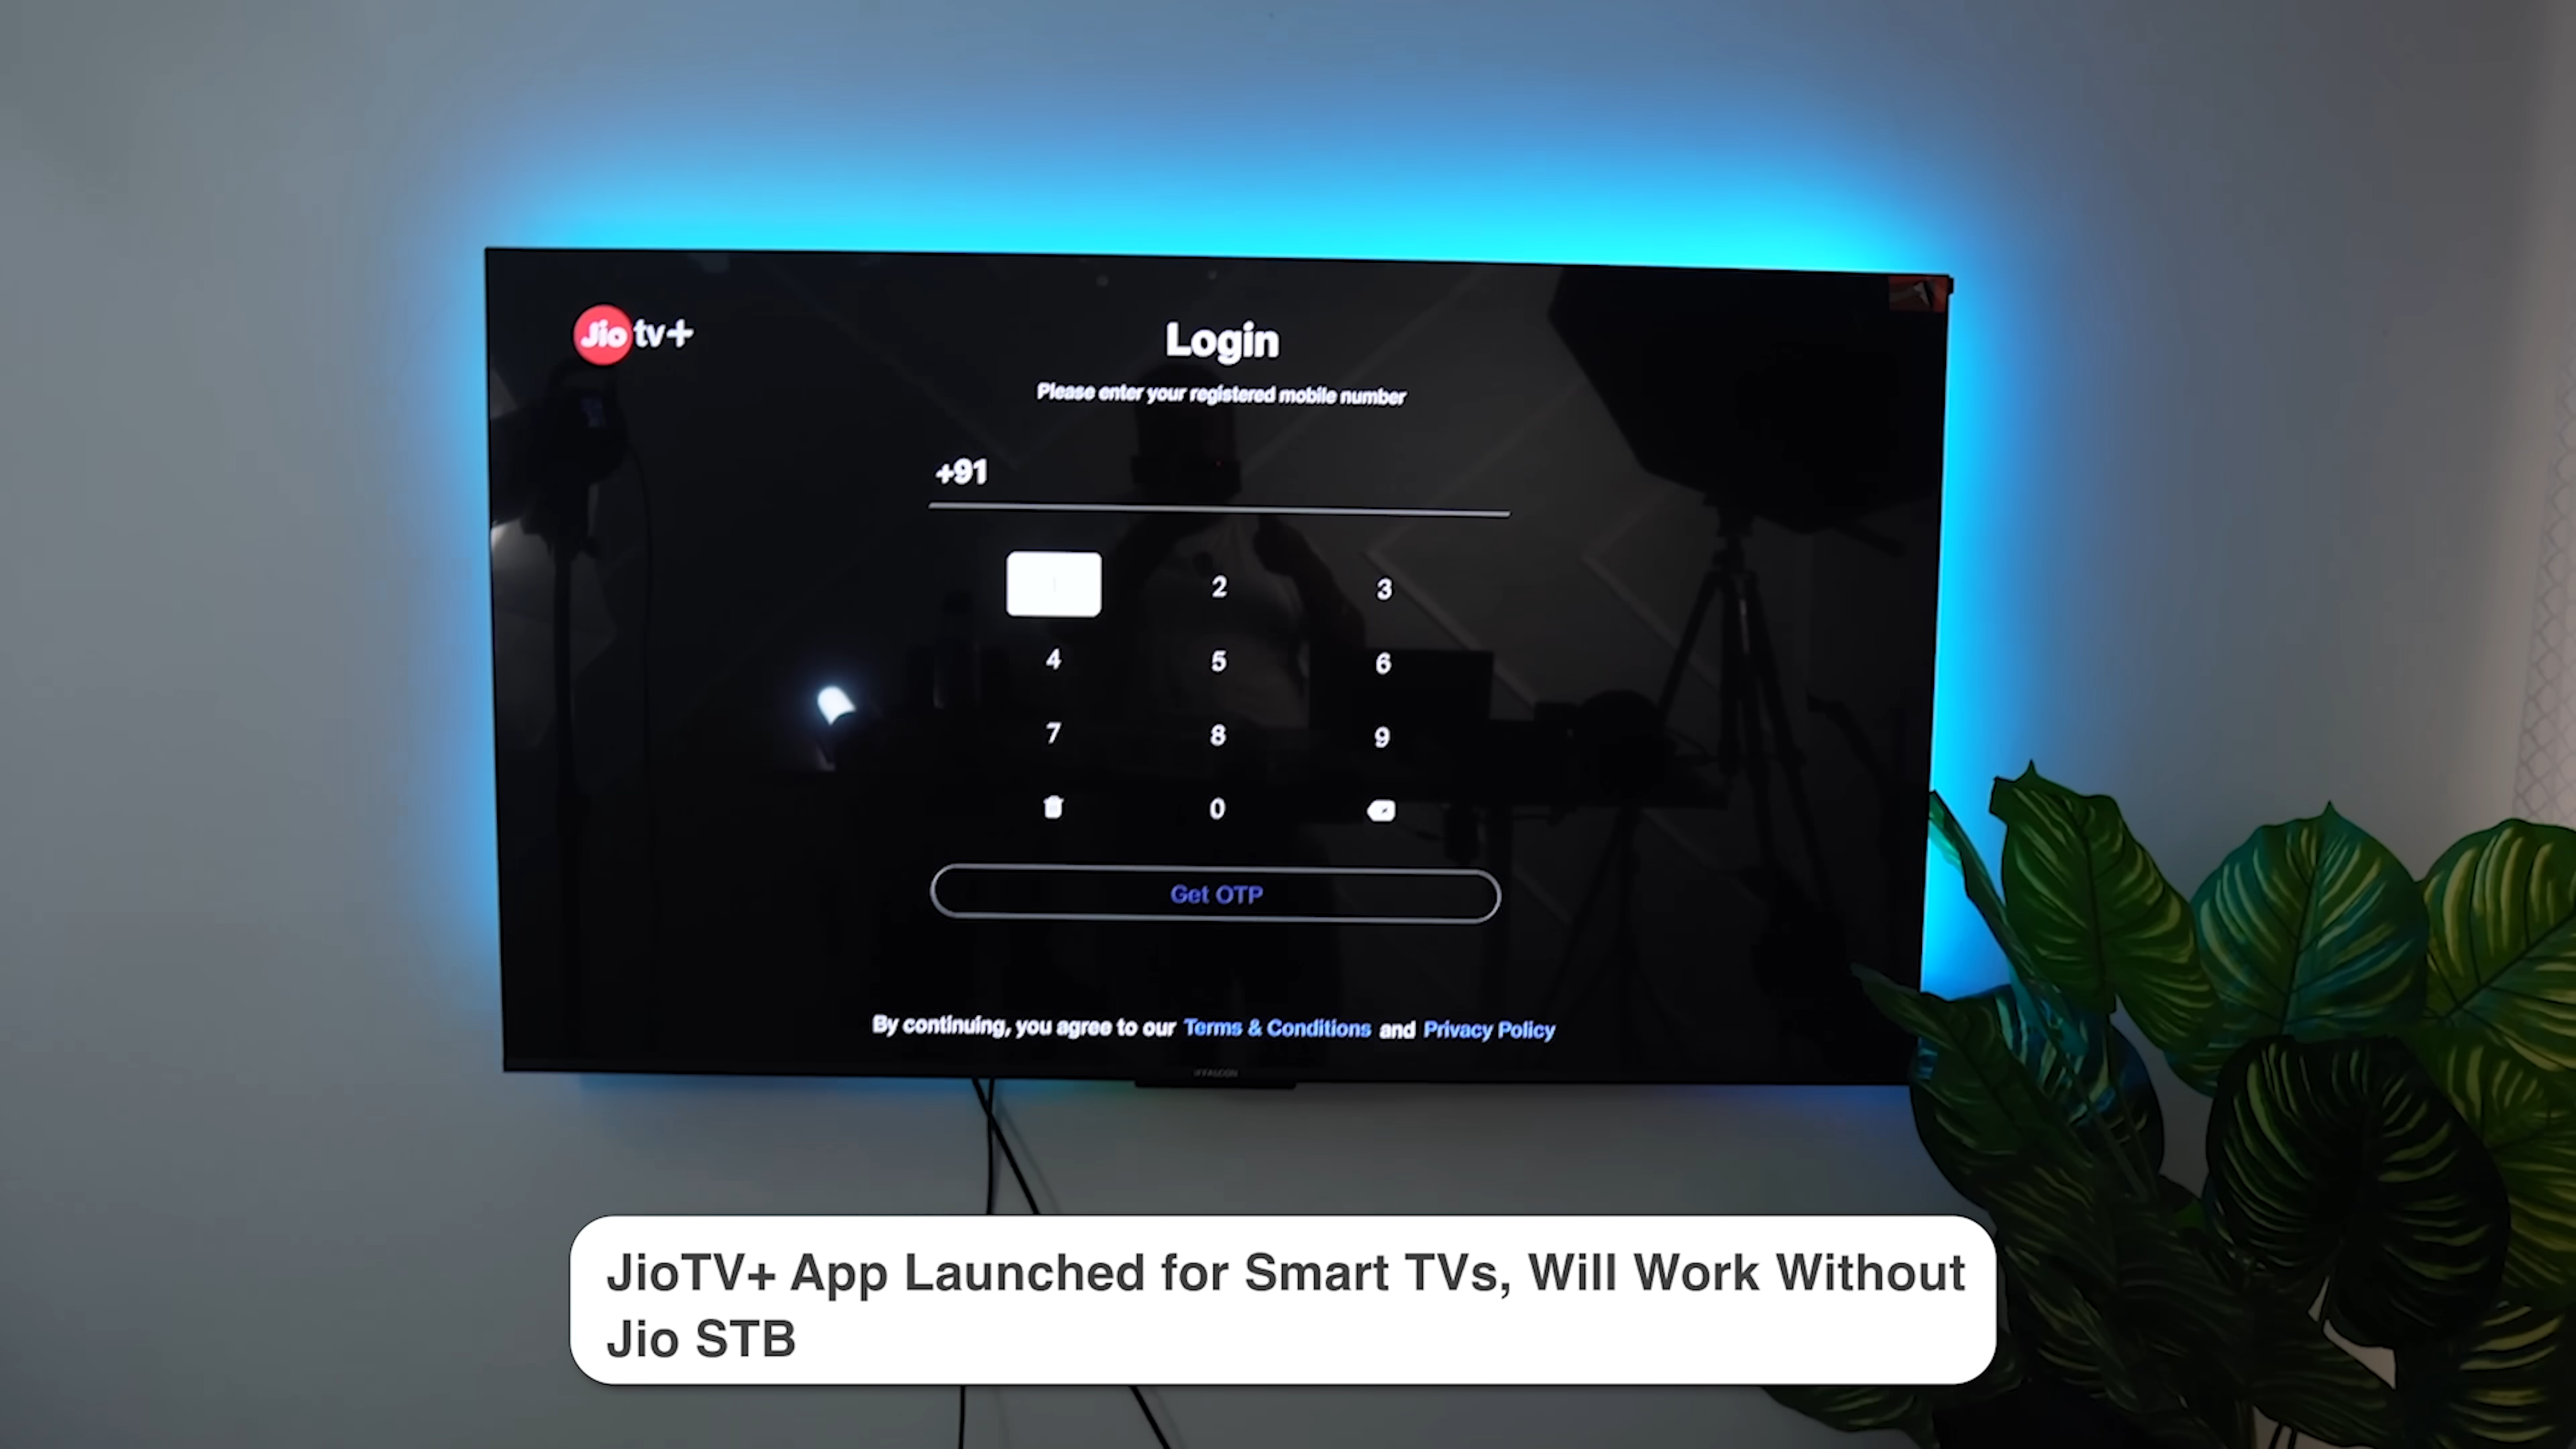 Jio tv+
Login
Please enter your registered mobile number
+91
1 2 3
4 5 6
7 8 9
0
Get OTP
By continuing, you agree to our Terms & Conditions and Privacy Policy
iFFALCON
JioTV+ App Launched for Smart TVs, Will Work Without
Jio STB